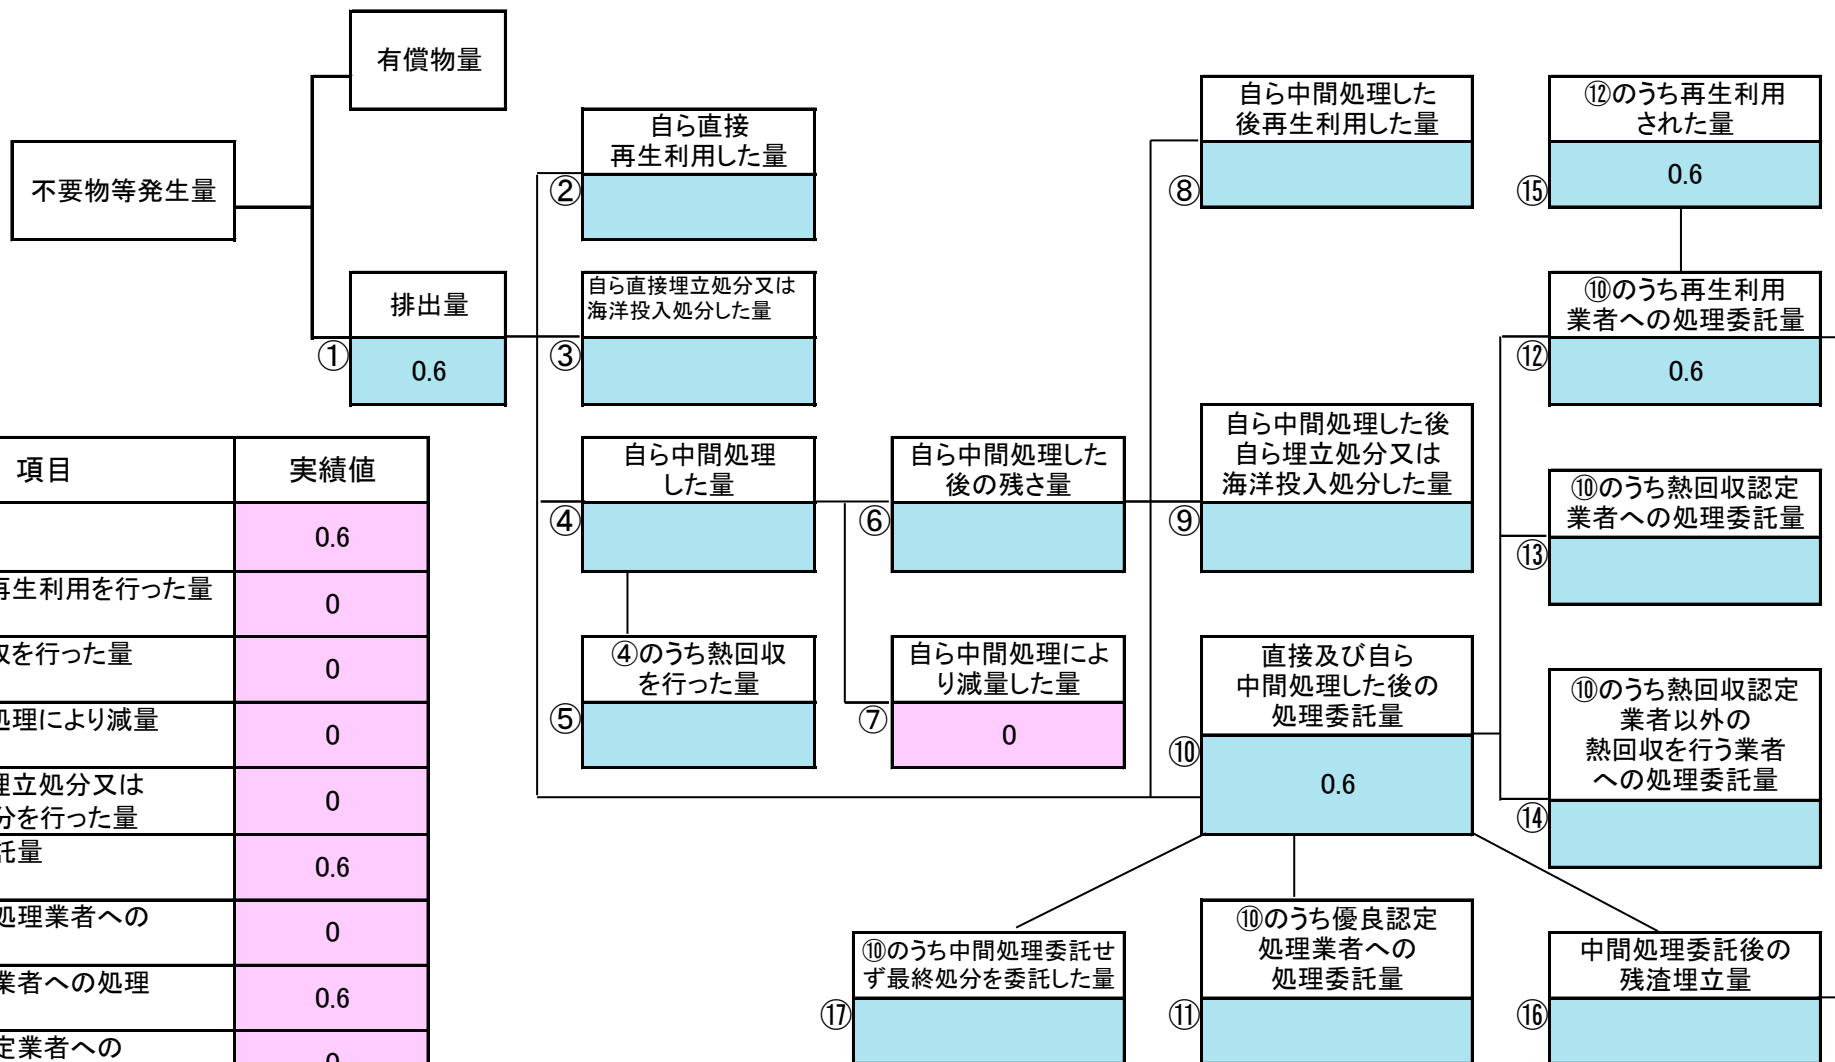 有償物量
不要物等発生量
排出量
①
0.6
自ら直接
再生利用した量
②
自ら直接埋立処分又は
海洋投入処分した量
③
自ら中間処理
した量
④
④のうち熱回収
を行った量
⑤
自ら中間処理した
後の残さ量
⑥
自ら中間処理によ
り減量した量
⑦
0
自ら中間処理した
後再生利用した量
⑧
自ら中間処理した後
自ら埋立処分又は
海洋投入処分した量
⑨
直接及び自ら
中間処理した後の
処理委託量
⑩
0.6
⑫のうち再生利用
された量
⑮
0.6
⑩のうち再生利用
業者への処理委託量
⑫
0.6
⑩のうち熱回収認定
業者への処理委託量
⑬
⑩のうち熱回収認定
業者以外の
熱回収を行う業者
への処理委託量
⑭
⑩のうち中間処理委託せ
ず最終処分を委託した量
⑰
⑩のうち優良認定
処理業者への
処理委託量
⑪
中間処理委託後の
残渣埋立量
⑯
項目
実績値
0.6
再生利用を行った量
0
を行った量
0
処理により減量
0
埋立処分又は
分を行った量
0
託量
0.6
処理業者への
0
業者への処理
0.6
定業者への
0